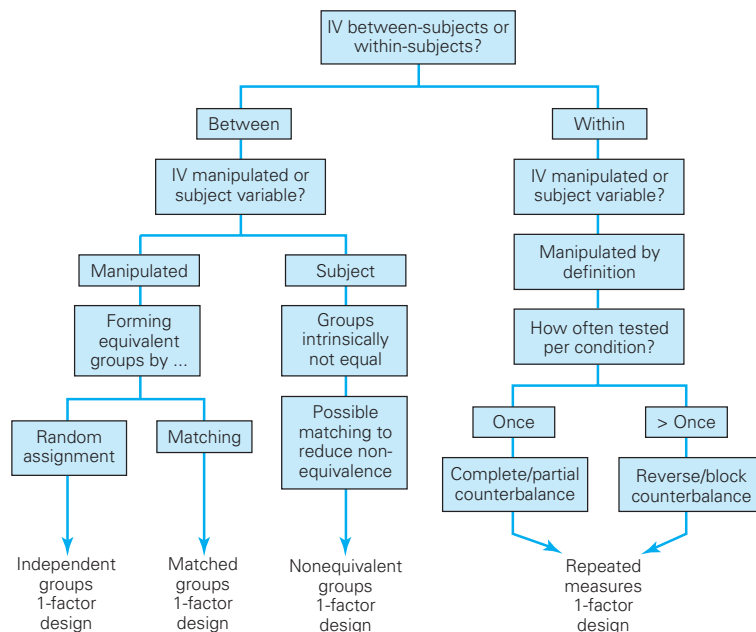 IV between-subjects or
within-subjects?
Between
Within
IV manipulated or
subject variable?
IV manipulated or
subject variable?
Manipulated
Subject
Manipulated by
definition
Forming
equivalent
groups by ...
Groups
intrinsically
not equal
How often tested
per condition?
Random
assignment
Matching
Possible
matching to
reduce non-
equivalence
Once
> Once
Complete/partial
counterbalance
Reverse/block
counterbalance
Independent
groups
1-factor
design
Matched
groups
1-factor
design
Nonequivalent
groups
1-factor
design
Repeated
measures
1-factor
design